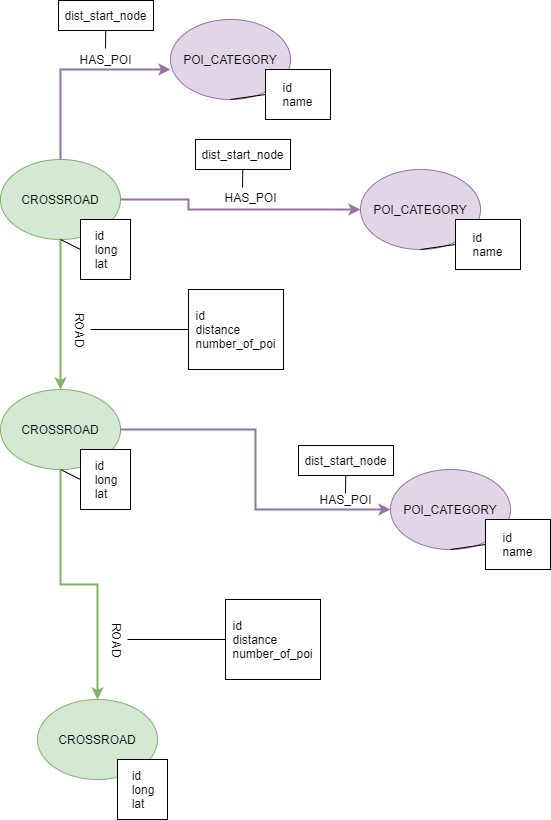 dist_start_node
HAS_POI
POI_CATEGORY
id
name
dist_start_node
HAS_POI
CROSSROAD
POI_CATEGORY
id
long
lat
id
name
ROAD
id
distance
number_of_poi
CROSSROAD
id
long
lat
dist_start_node
HAS_POI
POI_CATEGORY
id
name
ROAD
id
distance
number_of_poi
CROSSROAD
id
long
lat